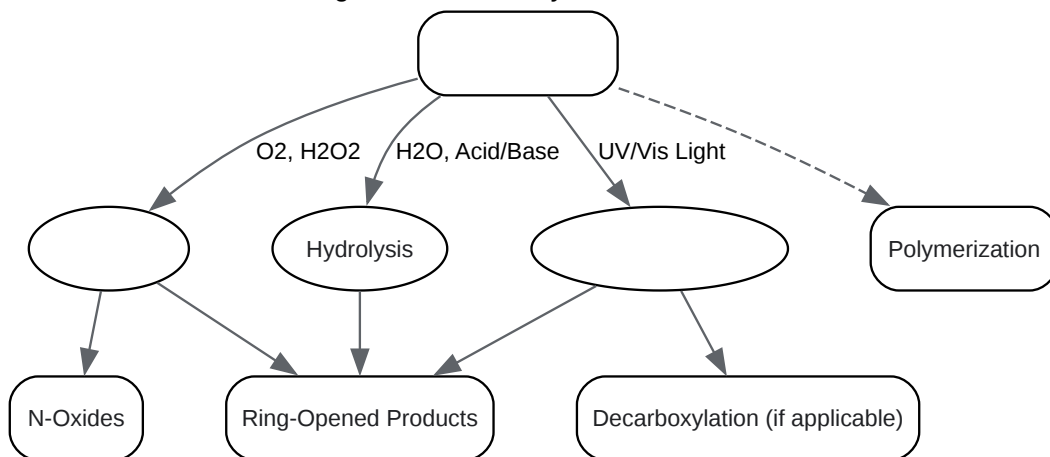 O2, H2O2
H2O, Acid/Base
UV/Vis Light
Hydrolysis
Polymerization
N-Oxides
Ring-Opened Products
Decarboxylation (if applicable)